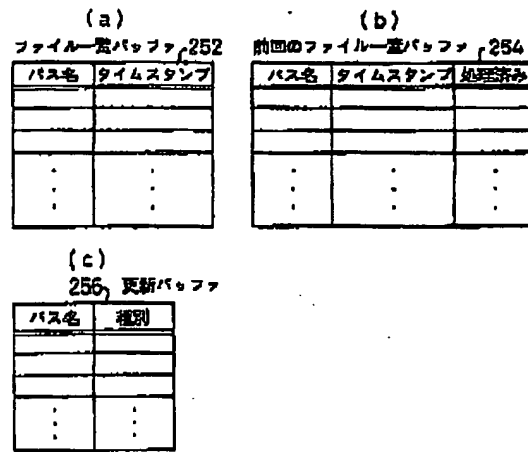 (a)
ファイル一覧バッファ 252
パス名 タイムスタンプ
(b)
前回のファイル一覧バッファ 254
パス名 タイムスタンプ 処理済み
(c)
256 更新バッファ
パス名 種別